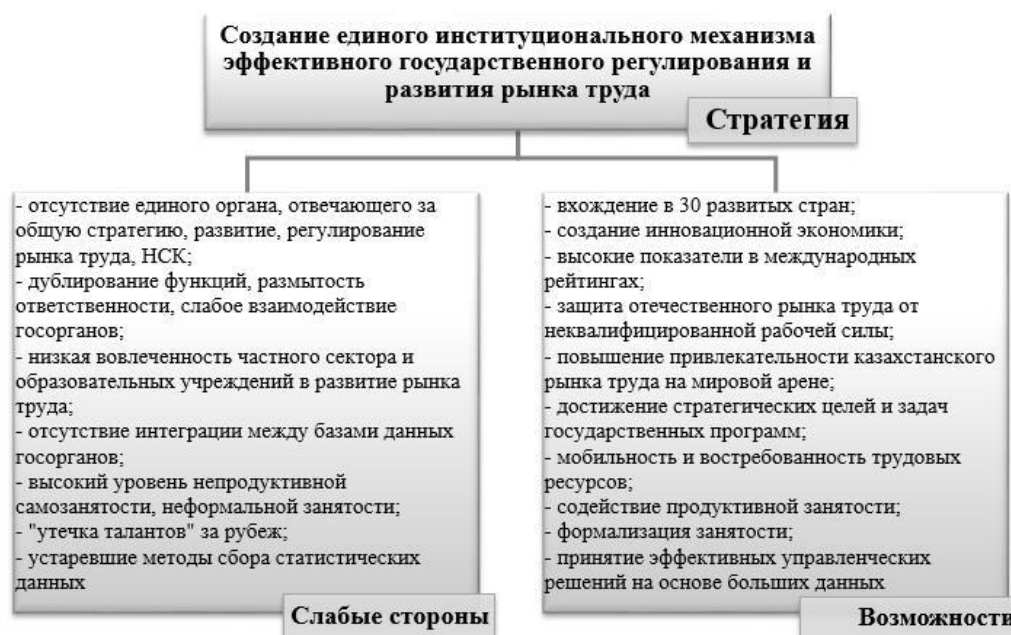 Создание единого институционального механизма
эффективного государственного регулирования и
развития рынка труда
Стратегия
- отсутствие единого органа, отвечающего за
общую стратегию, развитие, регулирование
рынка труда, НСК;
- дублирование функций, размытость
ответственности, слабое взаимодействие
госорганов;
- низкая вовлеченность частного сектора и
образовательных учреждений в развитие рынка
труда;
- отсутствие интеграции между базами данных
госорганов;
- высокий уровень непродуктивной
самозанятости, неформальной занятости;
- "утечка талантов" за рубеж;
- устаревшие методы сбора статистических
данных
Слабые стороны
- вхождение в 30 развитых стран;
- создание инновационной экономики;
- высокие показатели в международных
рейтингах;
- защита отечественного рынка труда от
неквалифицированной рабочей силы;
- повышение привлекательности казахстанского
рынка труда на мировой арене;
- достижение стратегических целей и задач
государственных программ;
- мобильность и востребованность трудовых
ресурсов;
- содействие продуктивной занятости;
- формализация занятости;
- принятие эффективных управленческих
решений на основе больших данных
Возможности